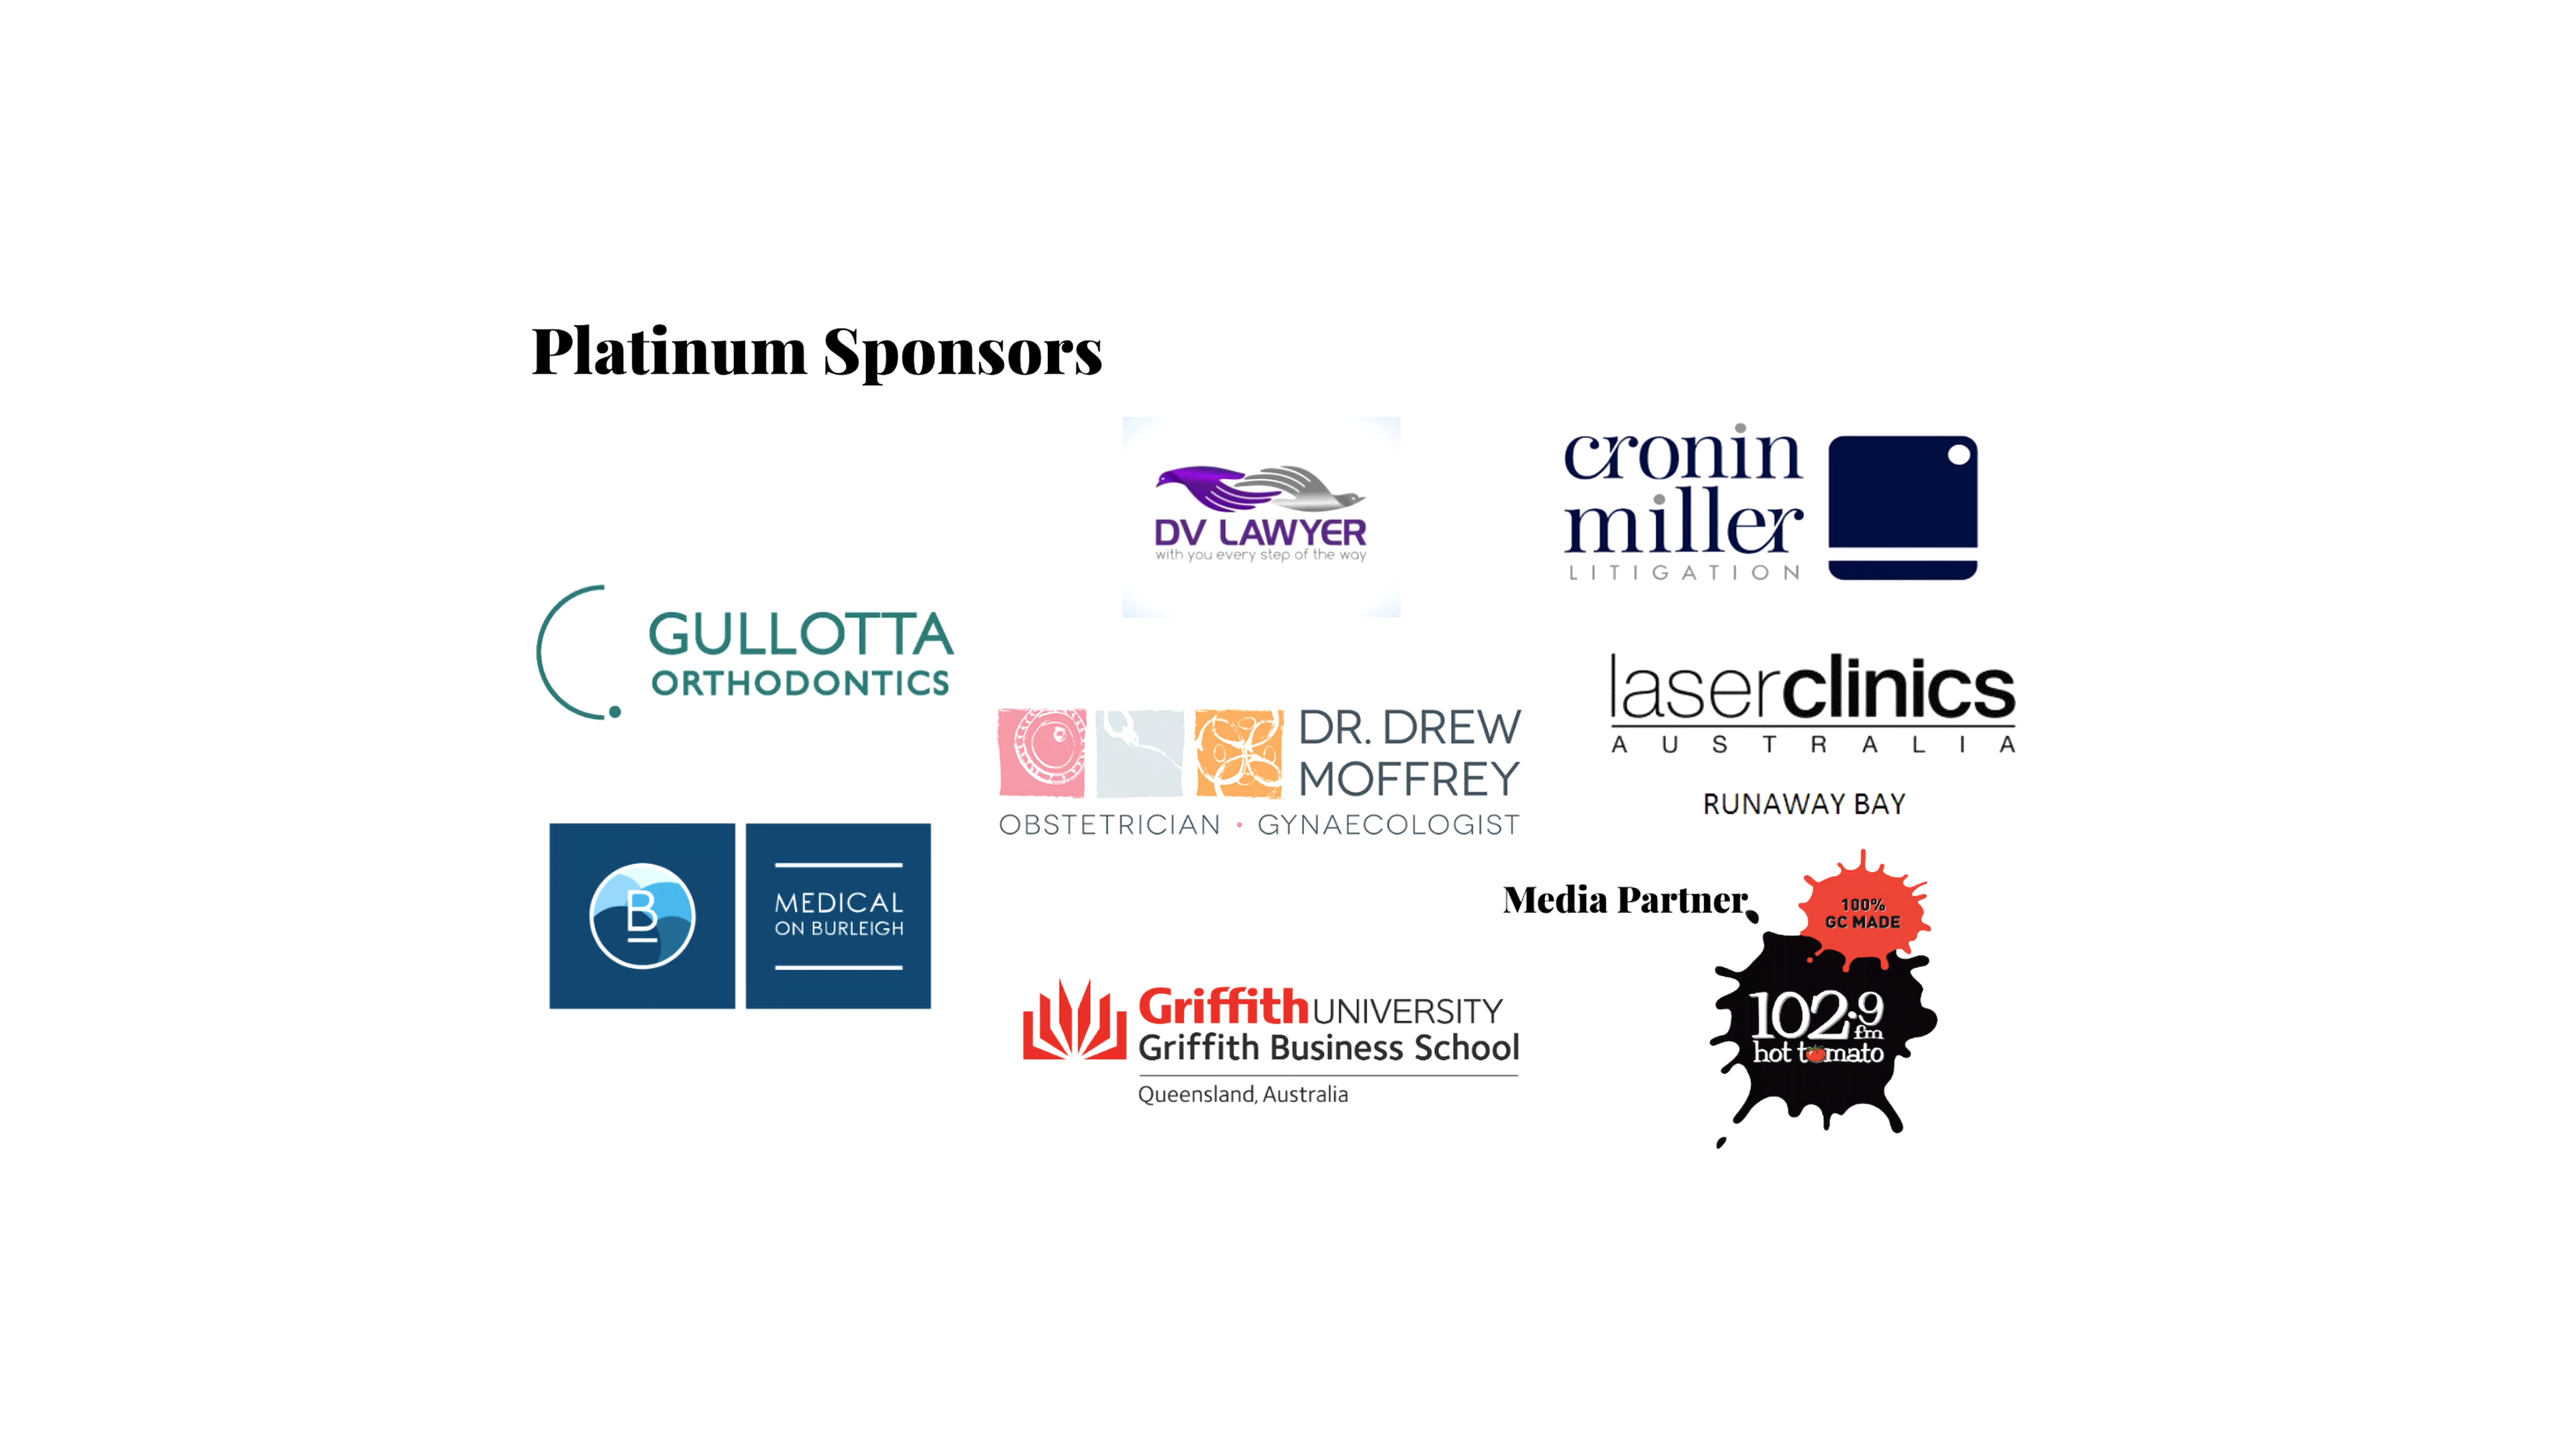 Platinum Sponsors
DV LAWYER
with you every step of the way
cronin
miller
LITIGATION
GULLOTTA
ORTHODONTICS
laserclinics
AUSTRALIA
RUNAWAY BAY
DR. DREW
MOFFREY
OBSTETRICIAN • GYNAECOLOGIST
B
MEDICAL
ON BURLEIGH
Media Partner
100%
GC MADE
102.9
fm
hot tomato
Griffith UNIVERSITY
Griffith Business School
Queensland, Australia